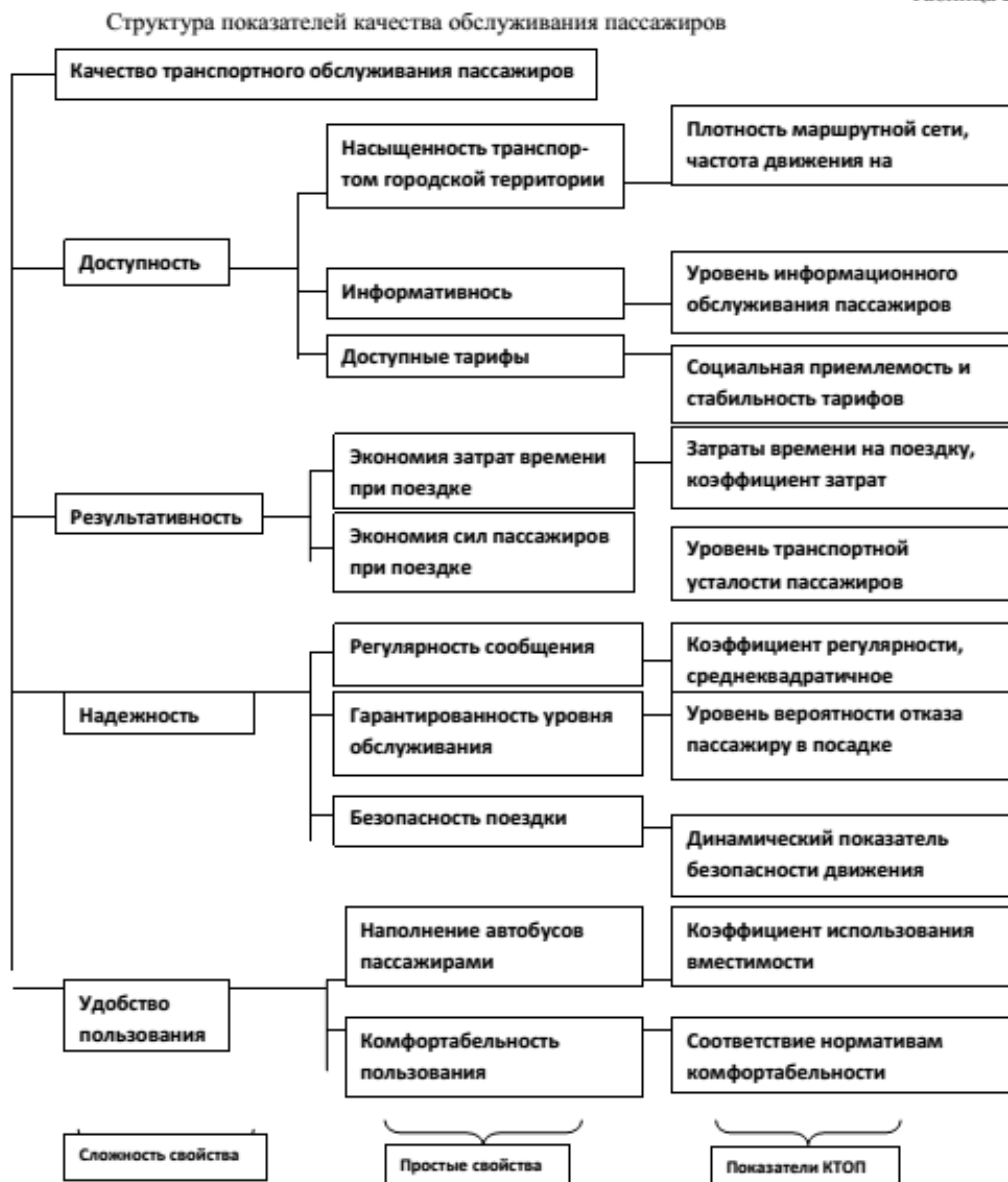 Структура показателей качества обслуживания пассажиров
Качество транспортного обслуживания пассажиров
Насыщенность транспор-
том городской территории
Плотность маршрутной сети,
частота движения на
Доступность
Информативнось
Уровень информационного
обслуживания пассажиров
Доступные тарифы
Социальная приемлемость и
стабильность тарифов
Экономия затрат времени
при поездке
Затраты времени на поездку,
коэффициент затрат
Результативность
Экономия сил пассажиров
при поездке
Уровень транспортной
усталости пассажиров
Регулярность сообщения
Коэффициент регулярности,
среднеквадратичное
Надежность
Гарантированность уровня
обслуживания
Уровень вероятности отказа
пассажиру в посадке
Безопасность поездки
Динамический показатель
безопасности движения
Наполнение автобусов
пассажирами
Коэффициент использования
вместимости
Удобство
пользования
Комфортабельность
пользования
Соответствие нормативам
комфортабельности
Сложность свойства
Простые свойства
Показатели КТОП